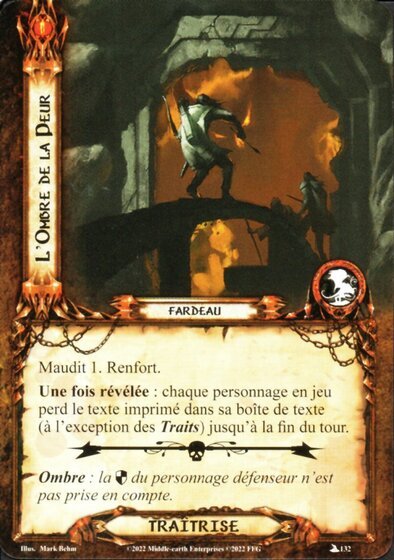 L'Ombre de la Peur
FARDEAU
Maudit 1. Renfort.
Une fois révélée : chaque personnage en jeu
perd le texte imprimé dans sa boîte de texte
(à l'exception des Traits) jusqu'à la fin du tour.
Ombre : la du personnage défenseur n'est
pas prise en compte.
TRAÎTRISE
Illus. Mark Behm ©2022 Middle-earth Enterprises ©2022 FFG 132